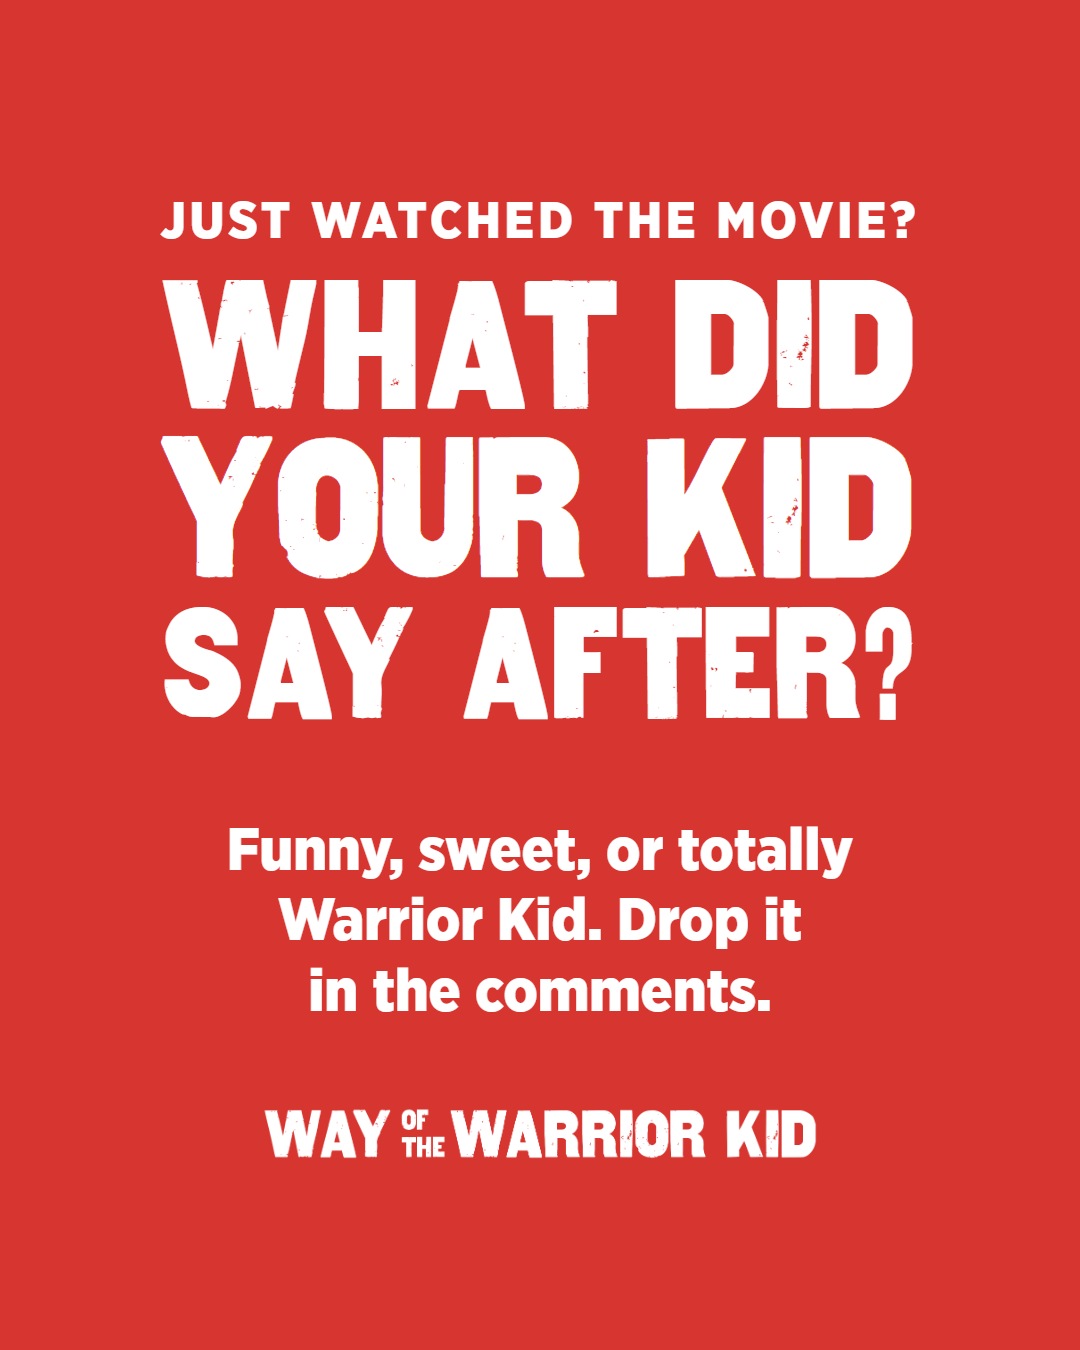 JUST WATCHED THE MOVIE?
WHAT DID
YOUR KID
SAY AFTER?
Funny, sweet, or totally
Warrior Kid. Drop it
in the comments.
WAY OF THE WARRIOR KID